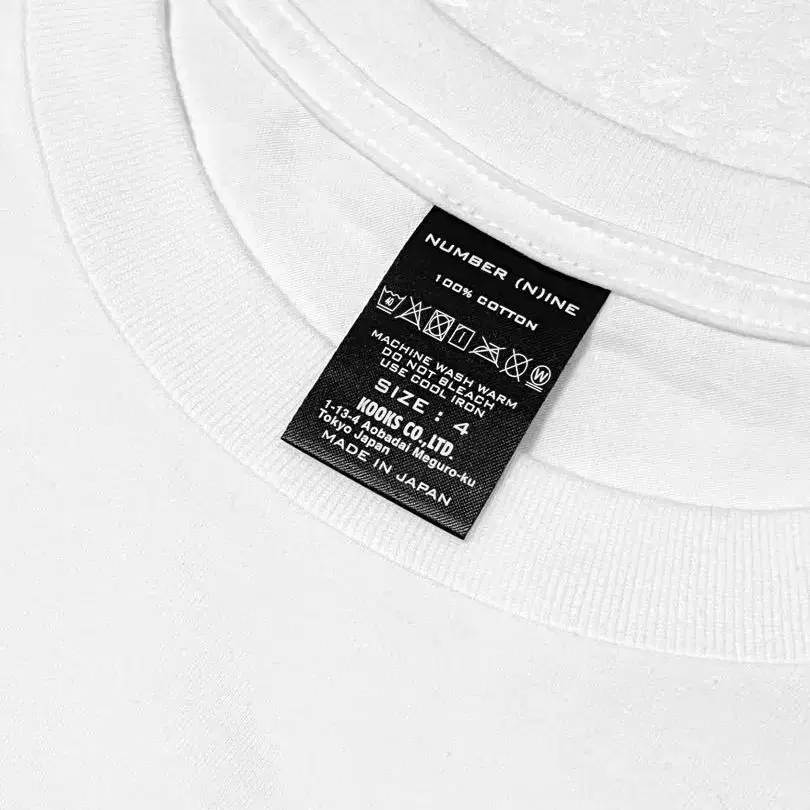 NUMBER (N)INE
100% COTTON
40 W
MACHINE WASH WARM
DO NOT BLEACH
USE COOL IRON
SIZE : 4
KOOKS CO.,LTD.
1-13-4 Aobadai Meguro-ku
Tokyo Japan
MADE IN JAPAN